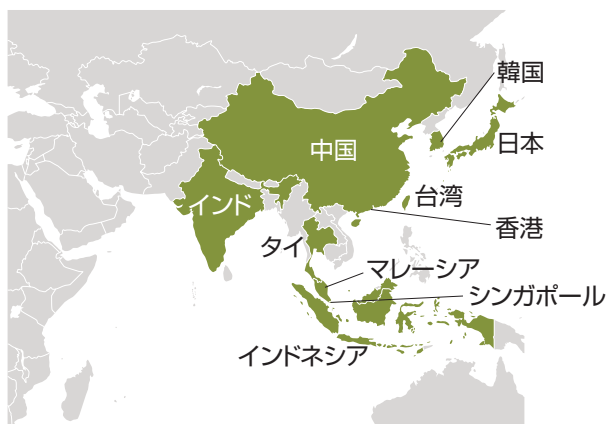 韓国
中国
日本
インド
台湾
香港
タイ
マレーシア
シンガポール
インドネシア